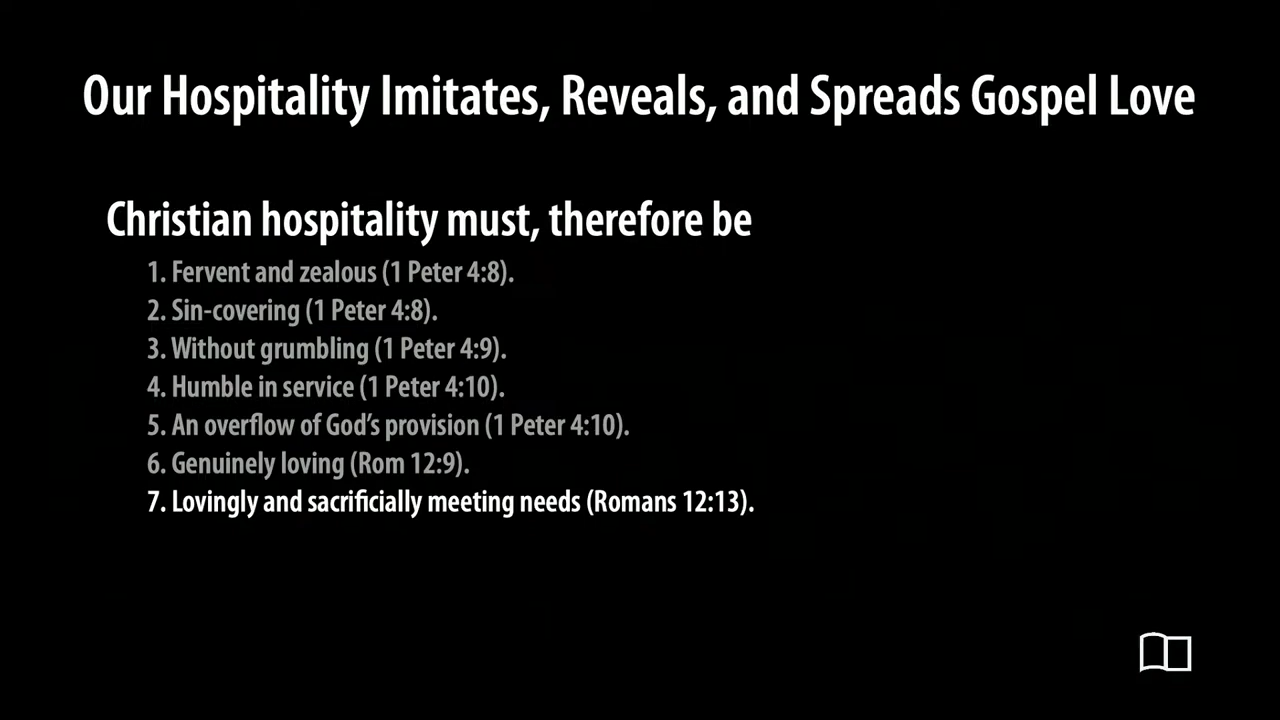 Our Hospitality Imitates, Reveals, and Spreads Gospel Love
Christian hospitality must, therefore be
1. Fervent and zealous (1 Peter 4:8).
2. Sin-covering (1 Peter 4:8).
3. Without grumbling (1 Peter 4:9).
4. Humble in service (1 Peter 4:10).
5. An overflow of God’s provision (1 Peter 4:10).
6. Genuinely loving (Rom 12:9).
7. Lovingly and sacrificially meeting needs (Romans 12:13).